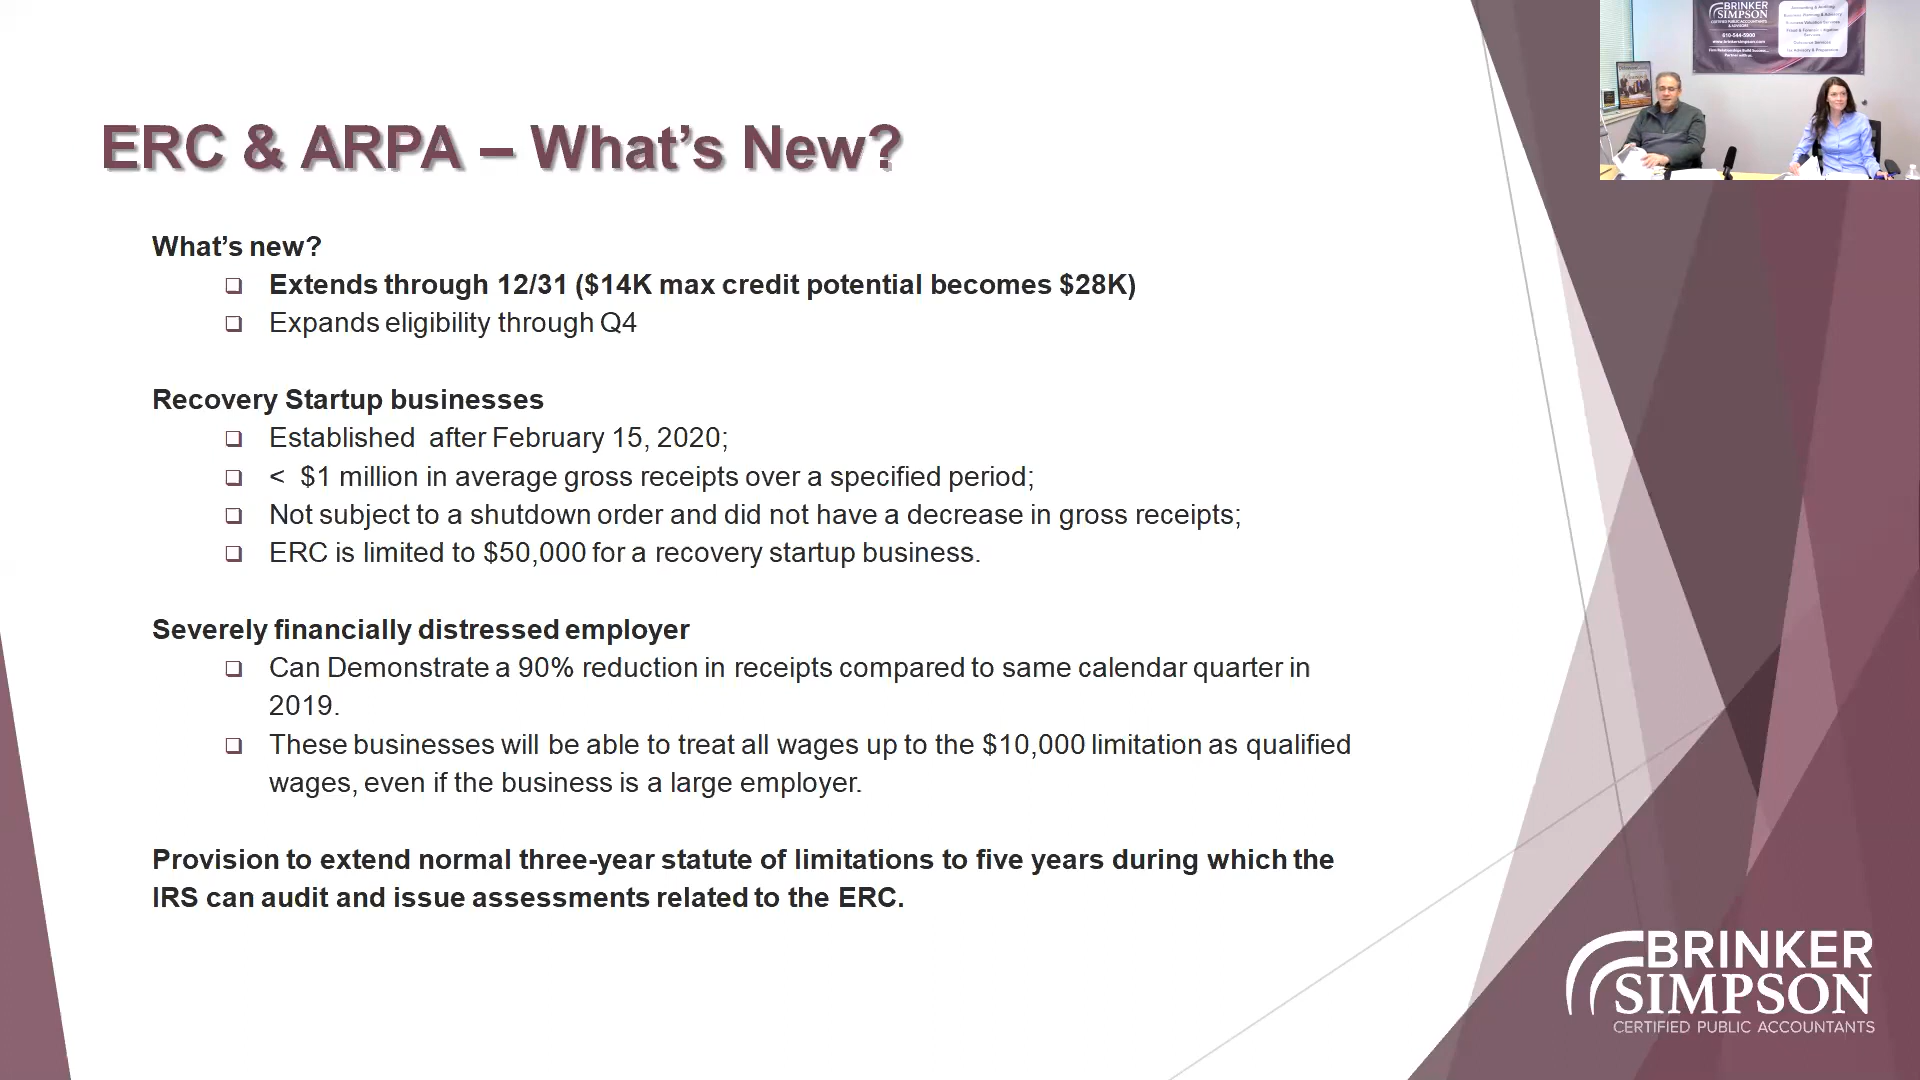 BRINKER
SIMPSON
610-544-5900
www.brinkersimpson.com
ERC & ARPA – What’s New?
What’s new?
❑ Extends through 12/31 ($14K max credit potential becomes $28K)
❑ Expands eligibility through Q4
Recovery Startup businesses
❑ Established after February 15, 2020;
❑ < $1 million in average gross receipts over a specified period;
❑ Not subject to a shutdown order and did not have a decrease in gross receipts;
❑ ERC is limited to $50,000 for a recovery startup business.
Severely financially distressed employer
❑ Can Demonstrate a 90% reduction in receipts compared to same calendar quarter in
2019.
❑ These businesses will be able to treat all wages up to the $10,000 limitation as qualified
wages, even if the business is a large employer.
Provision to extend normal three-year statute of limitations to five years during which the
IRS can audit and issue assessments related to the ERC.
BRINKER
SIMPSON
CERTIFIED PUBLIC ACCOUNTANTS